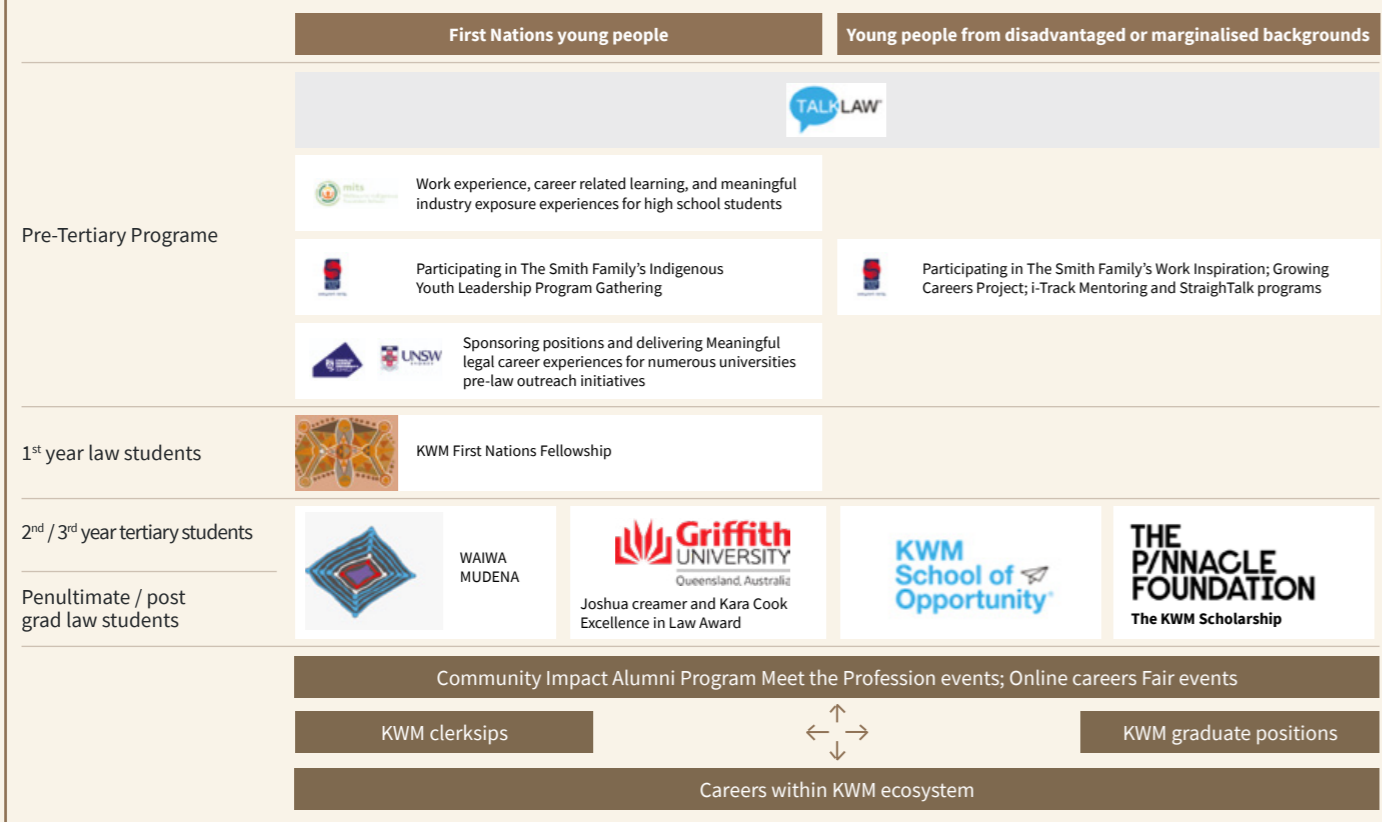 First Nations young people
Young people from disadvantaged or marginalised backgrounds
TALKLAW
Pre-Tertiary Programe
mits
Work experience, career related learning, and meaningful
industry exposure experiences for high school students
Participating in The Smith Family’s Indigenous
Youth Leadership Program Gathering
Participating in The Smith Family’s Work Inspiration; Growing
Careers Project; i-Track Mentoring and StraighTalk programs
UNSW
Sponsoring positions and delivering Meaningful
legal career experiences for numerous universities
pre-law outreach initiatives
1st year law students
KWM First Nations Fellowship
2nd / 3rd year tertiary students
Penultimate / post
grad law students
WAIWA
MUDENA
Griffith
UNIVERSITY
Queensland, Australia
Joshua creamer and Kara Cook
Excellence in Law Award
KWM
School of
Opportunity
THE
P/NNACLE
FOUNDATION
The KWM Scholarship
Community Impact Alumni Program Meet the Profession events; Online careers Fair events
KWM clerksips
KWM graduate positions
Careers within KWM ecosystem